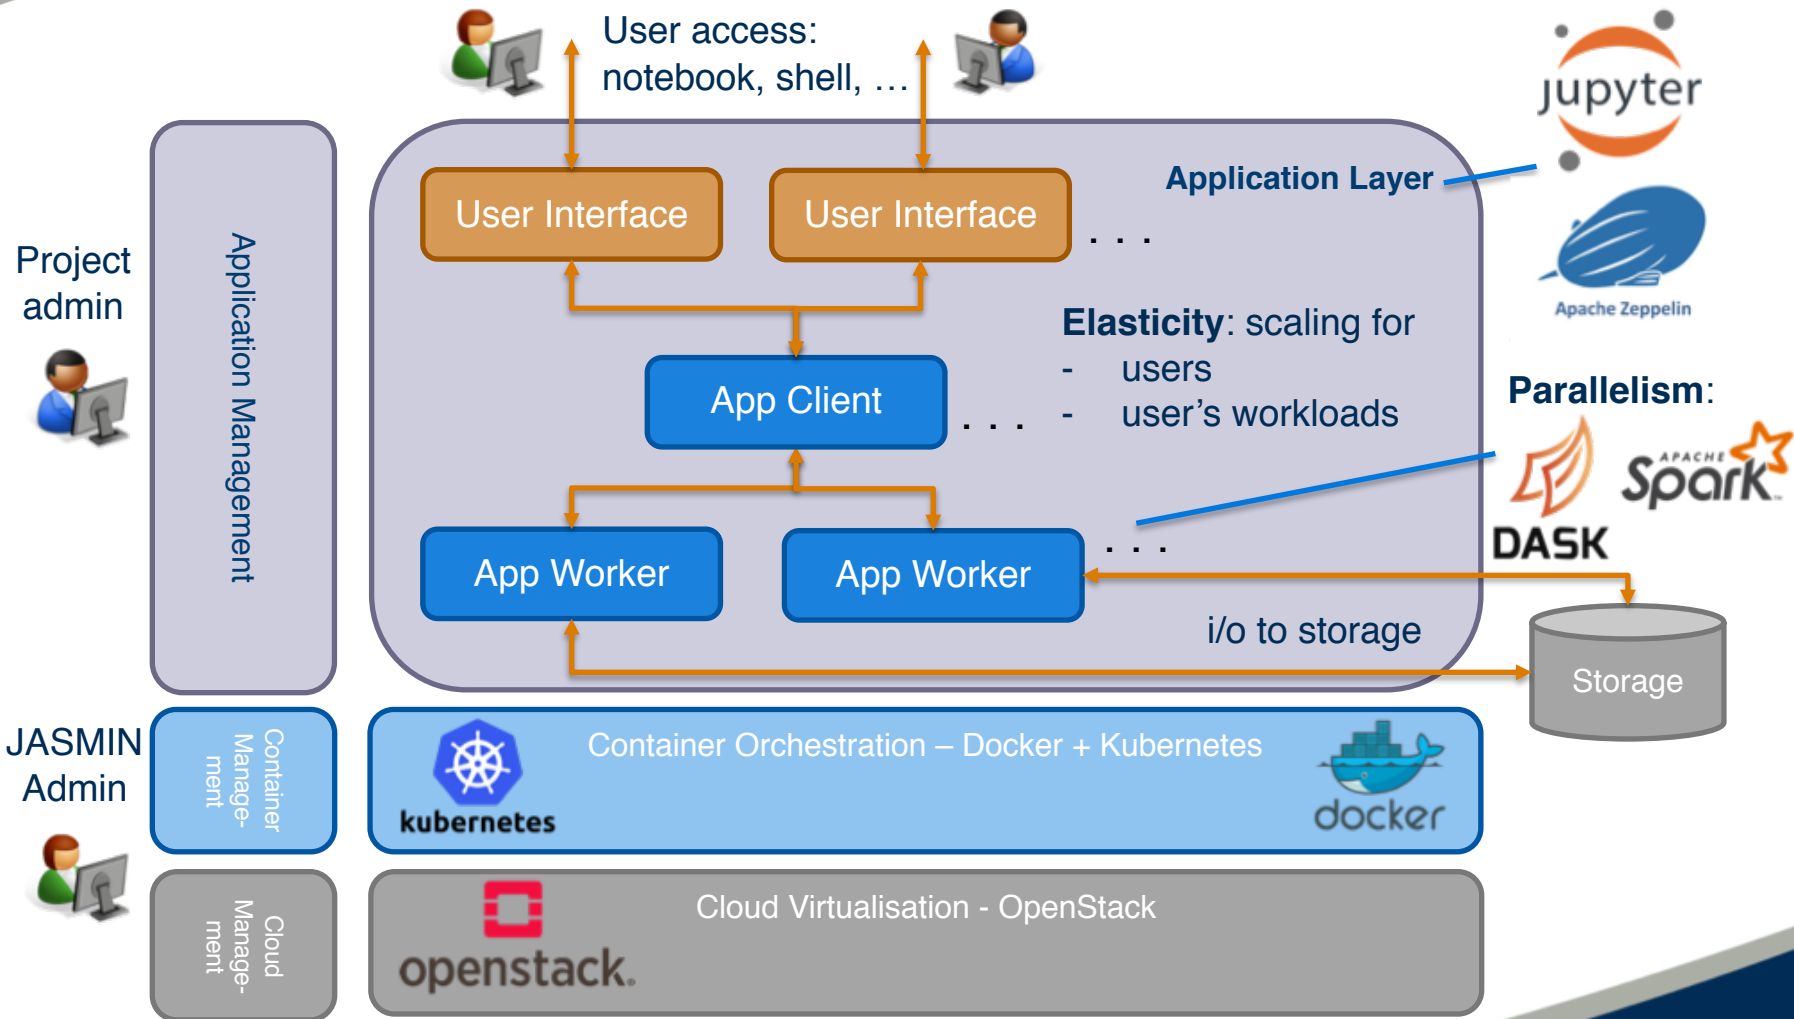 User access:
notebook, shell, …
jupyter
Application Layer
User Interface
User Interface
. . .
Apache Zeppelin
Project
admin
Application Management
Elasticity: scaling for
- users
- user’s workloads
App Client
. . .
Parallelism:
APACHE
Spark
DASK
App Worker
App Worker
. . .
i/o to storage
Storage
JASMIN
Admin
Container
Manage-
ment
Container Orchestration – Docker + Kubernetes
kubernetes
docker
Cloud
Manage-
ment
Cloud Virtualisation - OpenStack
openstack.